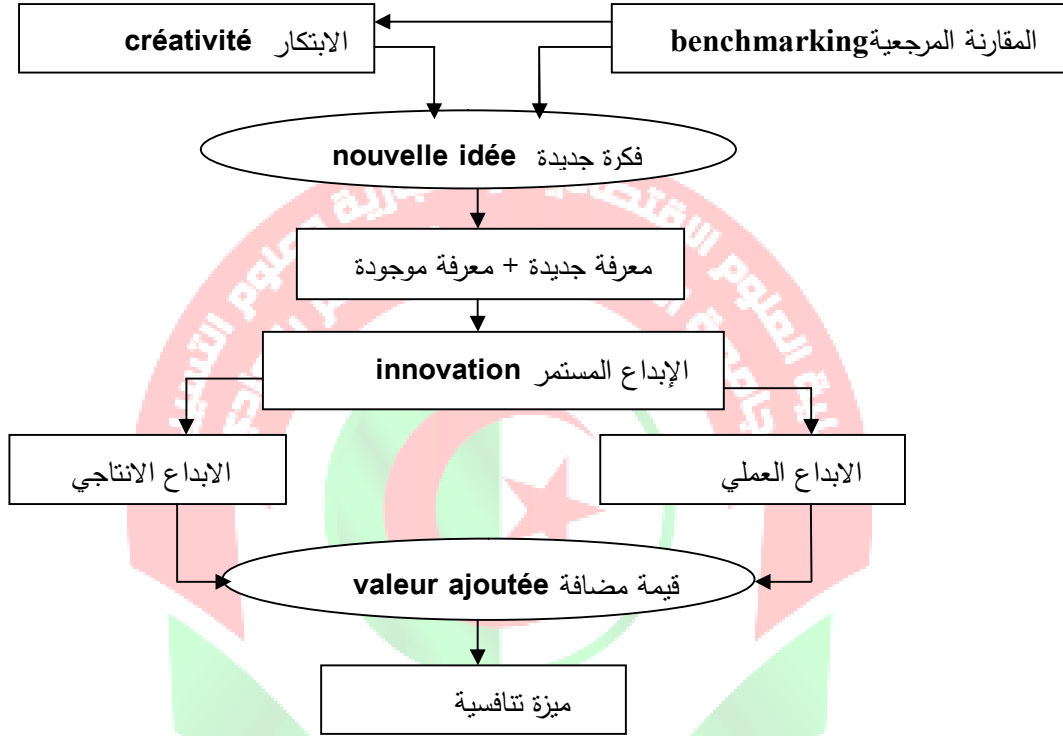 المقارنة المرجعية benchmarking
الابتكار créativité
فكرة جديدة nouvelle idée
معرفة جديدة + معرفة موجودة
الإبداع المستمر innovation
الابداع العملي
الابداع الانتاجي
قيمة مضافة valeur ajoutée
ميزة تنافسية